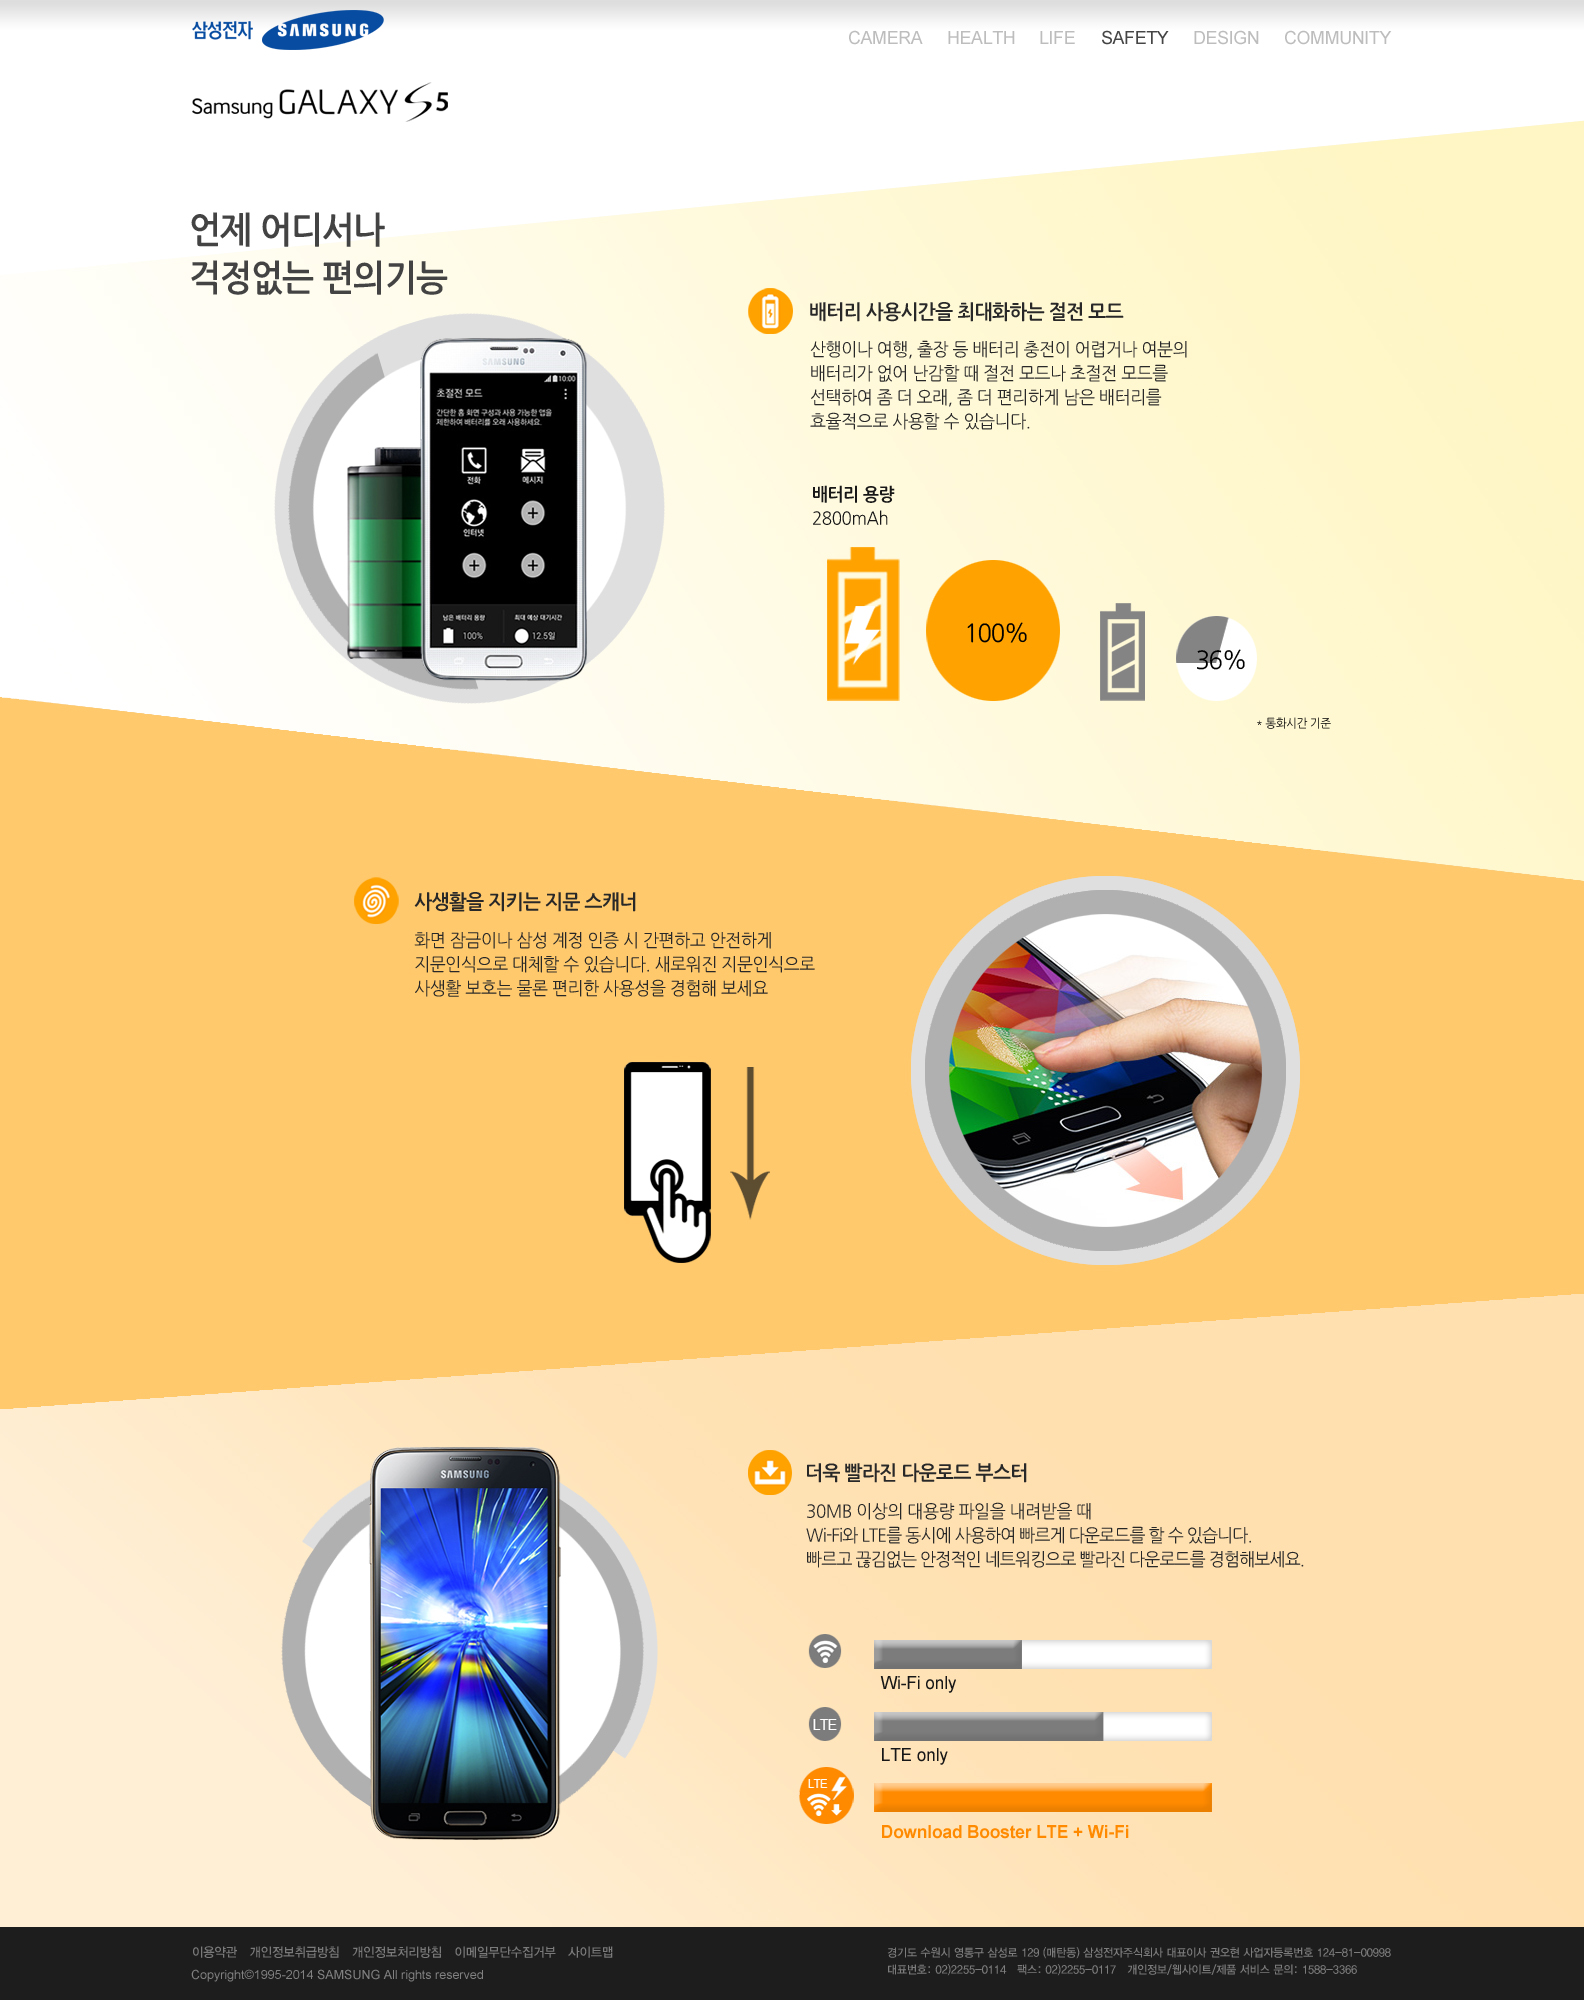 삼성전자 SAMSUNG
CAMERA HEALTH LIFE SAFETY DESIGN COMMUNITY
Samsung GALAXY S5
언제 어디서나
걱정없는 편의기능
SAMSUNG
10:00
초절전 모드
간단한 홈 화면 구성과 사용 가능한 앱을
제한하여 배터리를 오래 사용하세요.
전화 메시지
인터넷
남은 배터리 용량 최대 예상 대기시간
100% 12.5일
배터리 사용시간을 최대화하는 절전 모드
산행이나 여행, 출장 등 배터리 충전이 어렵거나 여분의
배터리가 없어 난감할 때 절전 모드나 초절전 모드를
선택하여 좀 더 오래, 좀 더 편리하게 남은 배터리를
효율적으로 사용할 수 있습니다.
배터리 용량
2800mAh
100%
36%
* 통화시간 기준
사생활을 지키는 지문 스캐너
화면 잠금이나 삼성 계정 인증 시 간편하고 안전하게
지문인식으로 대체할 수 있습니다. 새로워진 지문인식으로
사생활 보호는 물론 편리한 사용성을 경험해 보세요
SAMSUNG
더욱 빨라진 다운로드 부스터
30MB 이상의 대용량 파일을 내려받을 때
Wi-Fi와 LTE를 동시에 사용하여 빠르게 다운로드를 할 수 있습니다.
빠르고 끊김없는 안정적인 네트워킹으로 빨라진 다운로드를 경험해보세요.
Wi-Fi only
LTE
LTE only
LTE
Download Booster LTE + Wi-Fi
이용약관 개인정보취급방침 개인정보처리방침 이메일무단수집거부 사이트맵
Copyright©1995-2014 SAMSUNG All rights reserved
경기도 수원시 영통구 삼성로 129 (매탄동) 삼성전자주식회사 대표이사 권오현 사업자등록번호 124-81-00998
대표번호: 02)2255-0114 팩스: 02)2255-0117 개인정보/웹사이트/제품 서비스 문의: 1588-3366